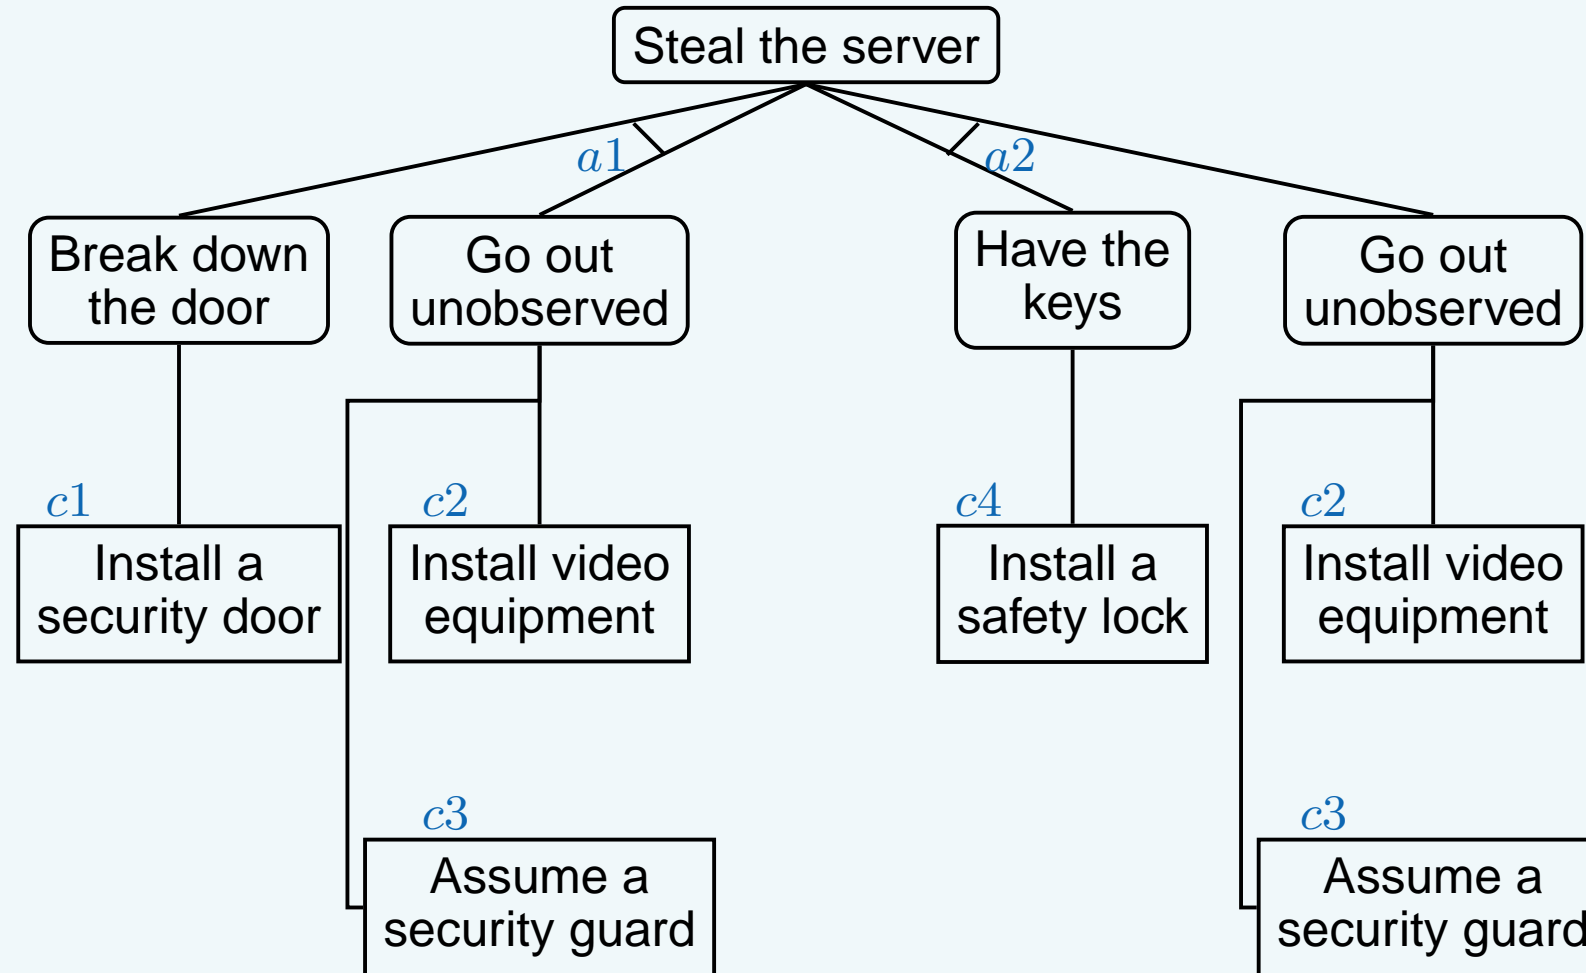 Steal the server
a1
a2
Break down
the door
Go out
unobserved
Have the
keys
Go out
unobserved
c1
c2
c4
c2
Install a
security door
Install video
equipment
Install a
safety lock
Install video
equipment
c3
c3
Assume a
security guard
Assume a
security guard